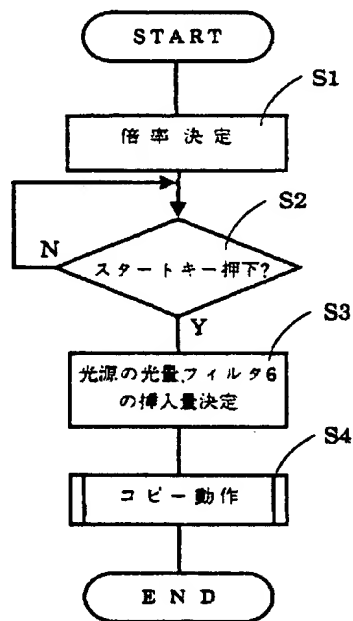 START
S1
倍率決定
S2
N
スタートキー押下?
Y
S3
光源の光量,フィルタ6
の挿入量決定
S4
コピー動作
END